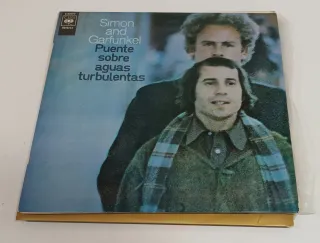 Simon
and
Garfunkel
Puente
sobre
aguas
turbulentas